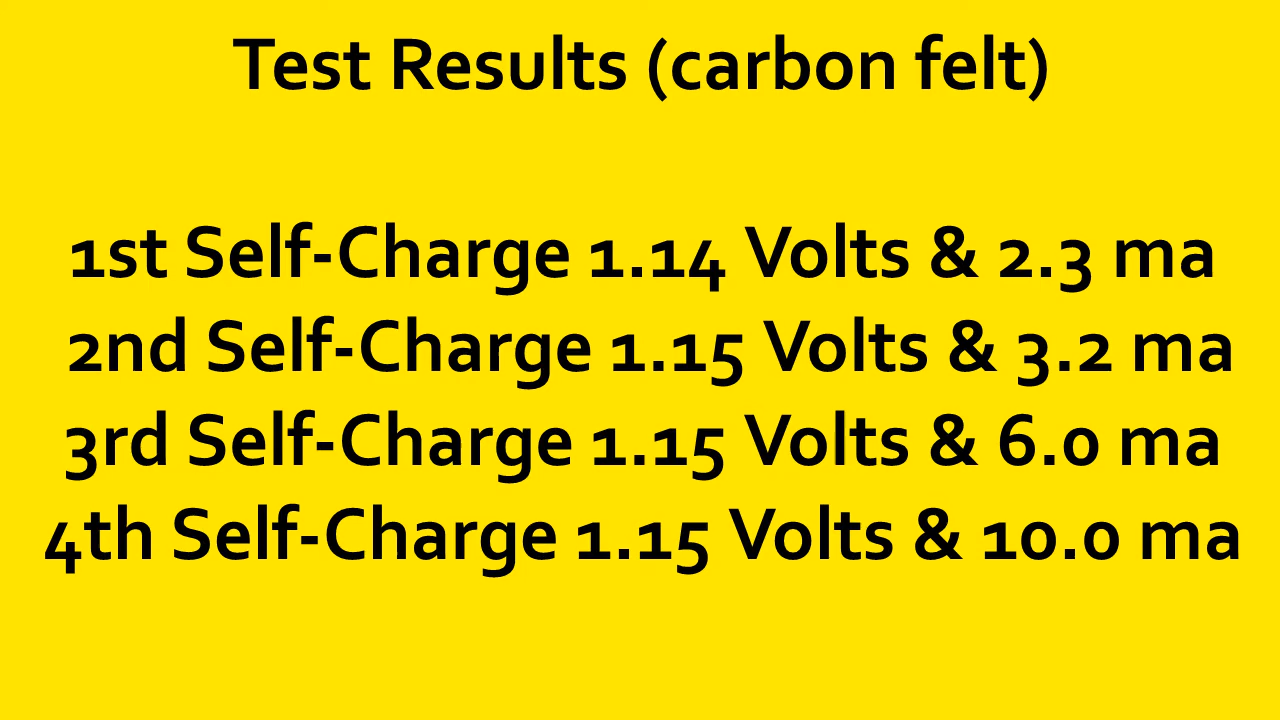 Test Results (carbon felt)
1st Self-Charge 1.14 Volts & 2.3 ma
2nd Self-Charge 1.15 Volts & 3.2 ma
3rd Self-Charge 1.15 Volts & 6.0 ma
4th Self-Charge 1.15 Volts & 10.0 ma